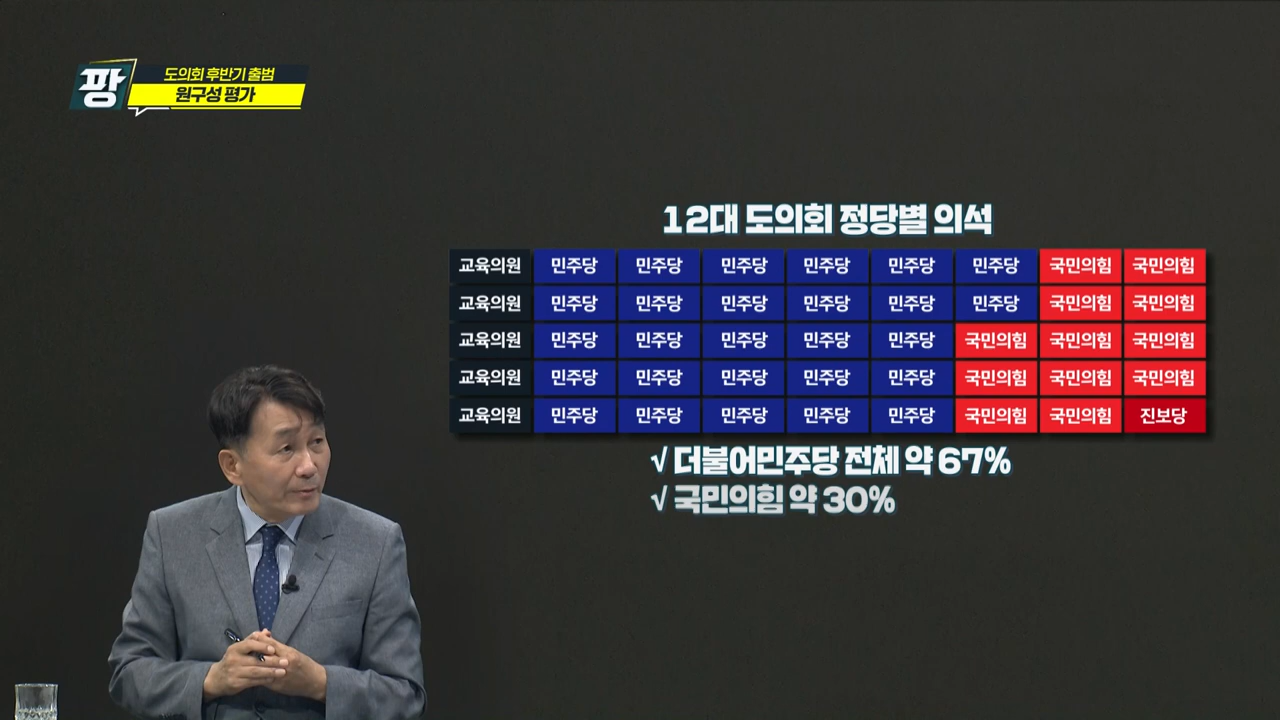 팡
도의회 후반기 출범
원구성 평가
12대 도의회 정당별 의석
교육의원 민주당 민주당 민주당 민주당 민주당 민주당 국민의힘 국민의힘
교육의원 민주당 민주당 민주당 민주당 민주당 민주당 국민의힘 국민의힘
교육의원 민주당 민주당 민주당 민주당 민주당 국민의힘 국민의힘 국민의힘
교육의원 민주당 민주당 민주당 민주당 민주당 국민의힘 국민의힘 국민의힘
교육의원 민주당 민주당 민주당 민주당 민주당 국민의힘 국민의힘 진보당
√ 더불어민주당 전체 약 67%
√ 국민의힘 약 30%